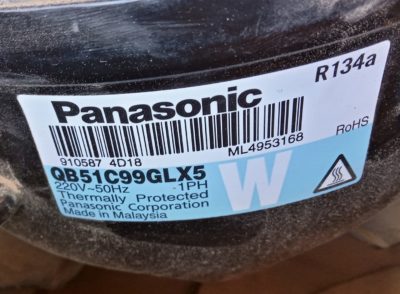 R134a
Panasonic
910587 4D18 ML4953168
RoHS
QB51C99GLX5
220V~50Hz 1PH
Thermally Protected
Panasonic Corporation
Made in Malaysia
W